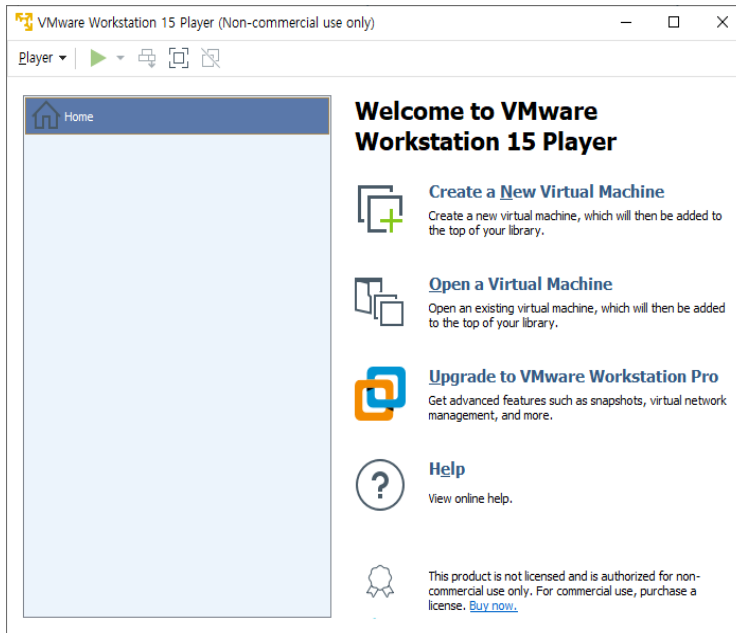 VMware Workstation 15 Player (Non-commercial use only)
Player
Home
Welcome to VMware
Workstation 15 Player
Create a New Virtual Machine
Create a new virtual machine, which will then be added to
the top of your library.
Open a Virtual Machine
Open an existing virtual machine, which will then be added
to the top of your library.
Upgrade to VMware Workstation Pro
Get advanced features such as snapshots, virtual network
management, and more.
Help
View online help.
This product is not licensed and is authorized for non-
commercial use only. For commercial use, purchase a
license. Buy now.